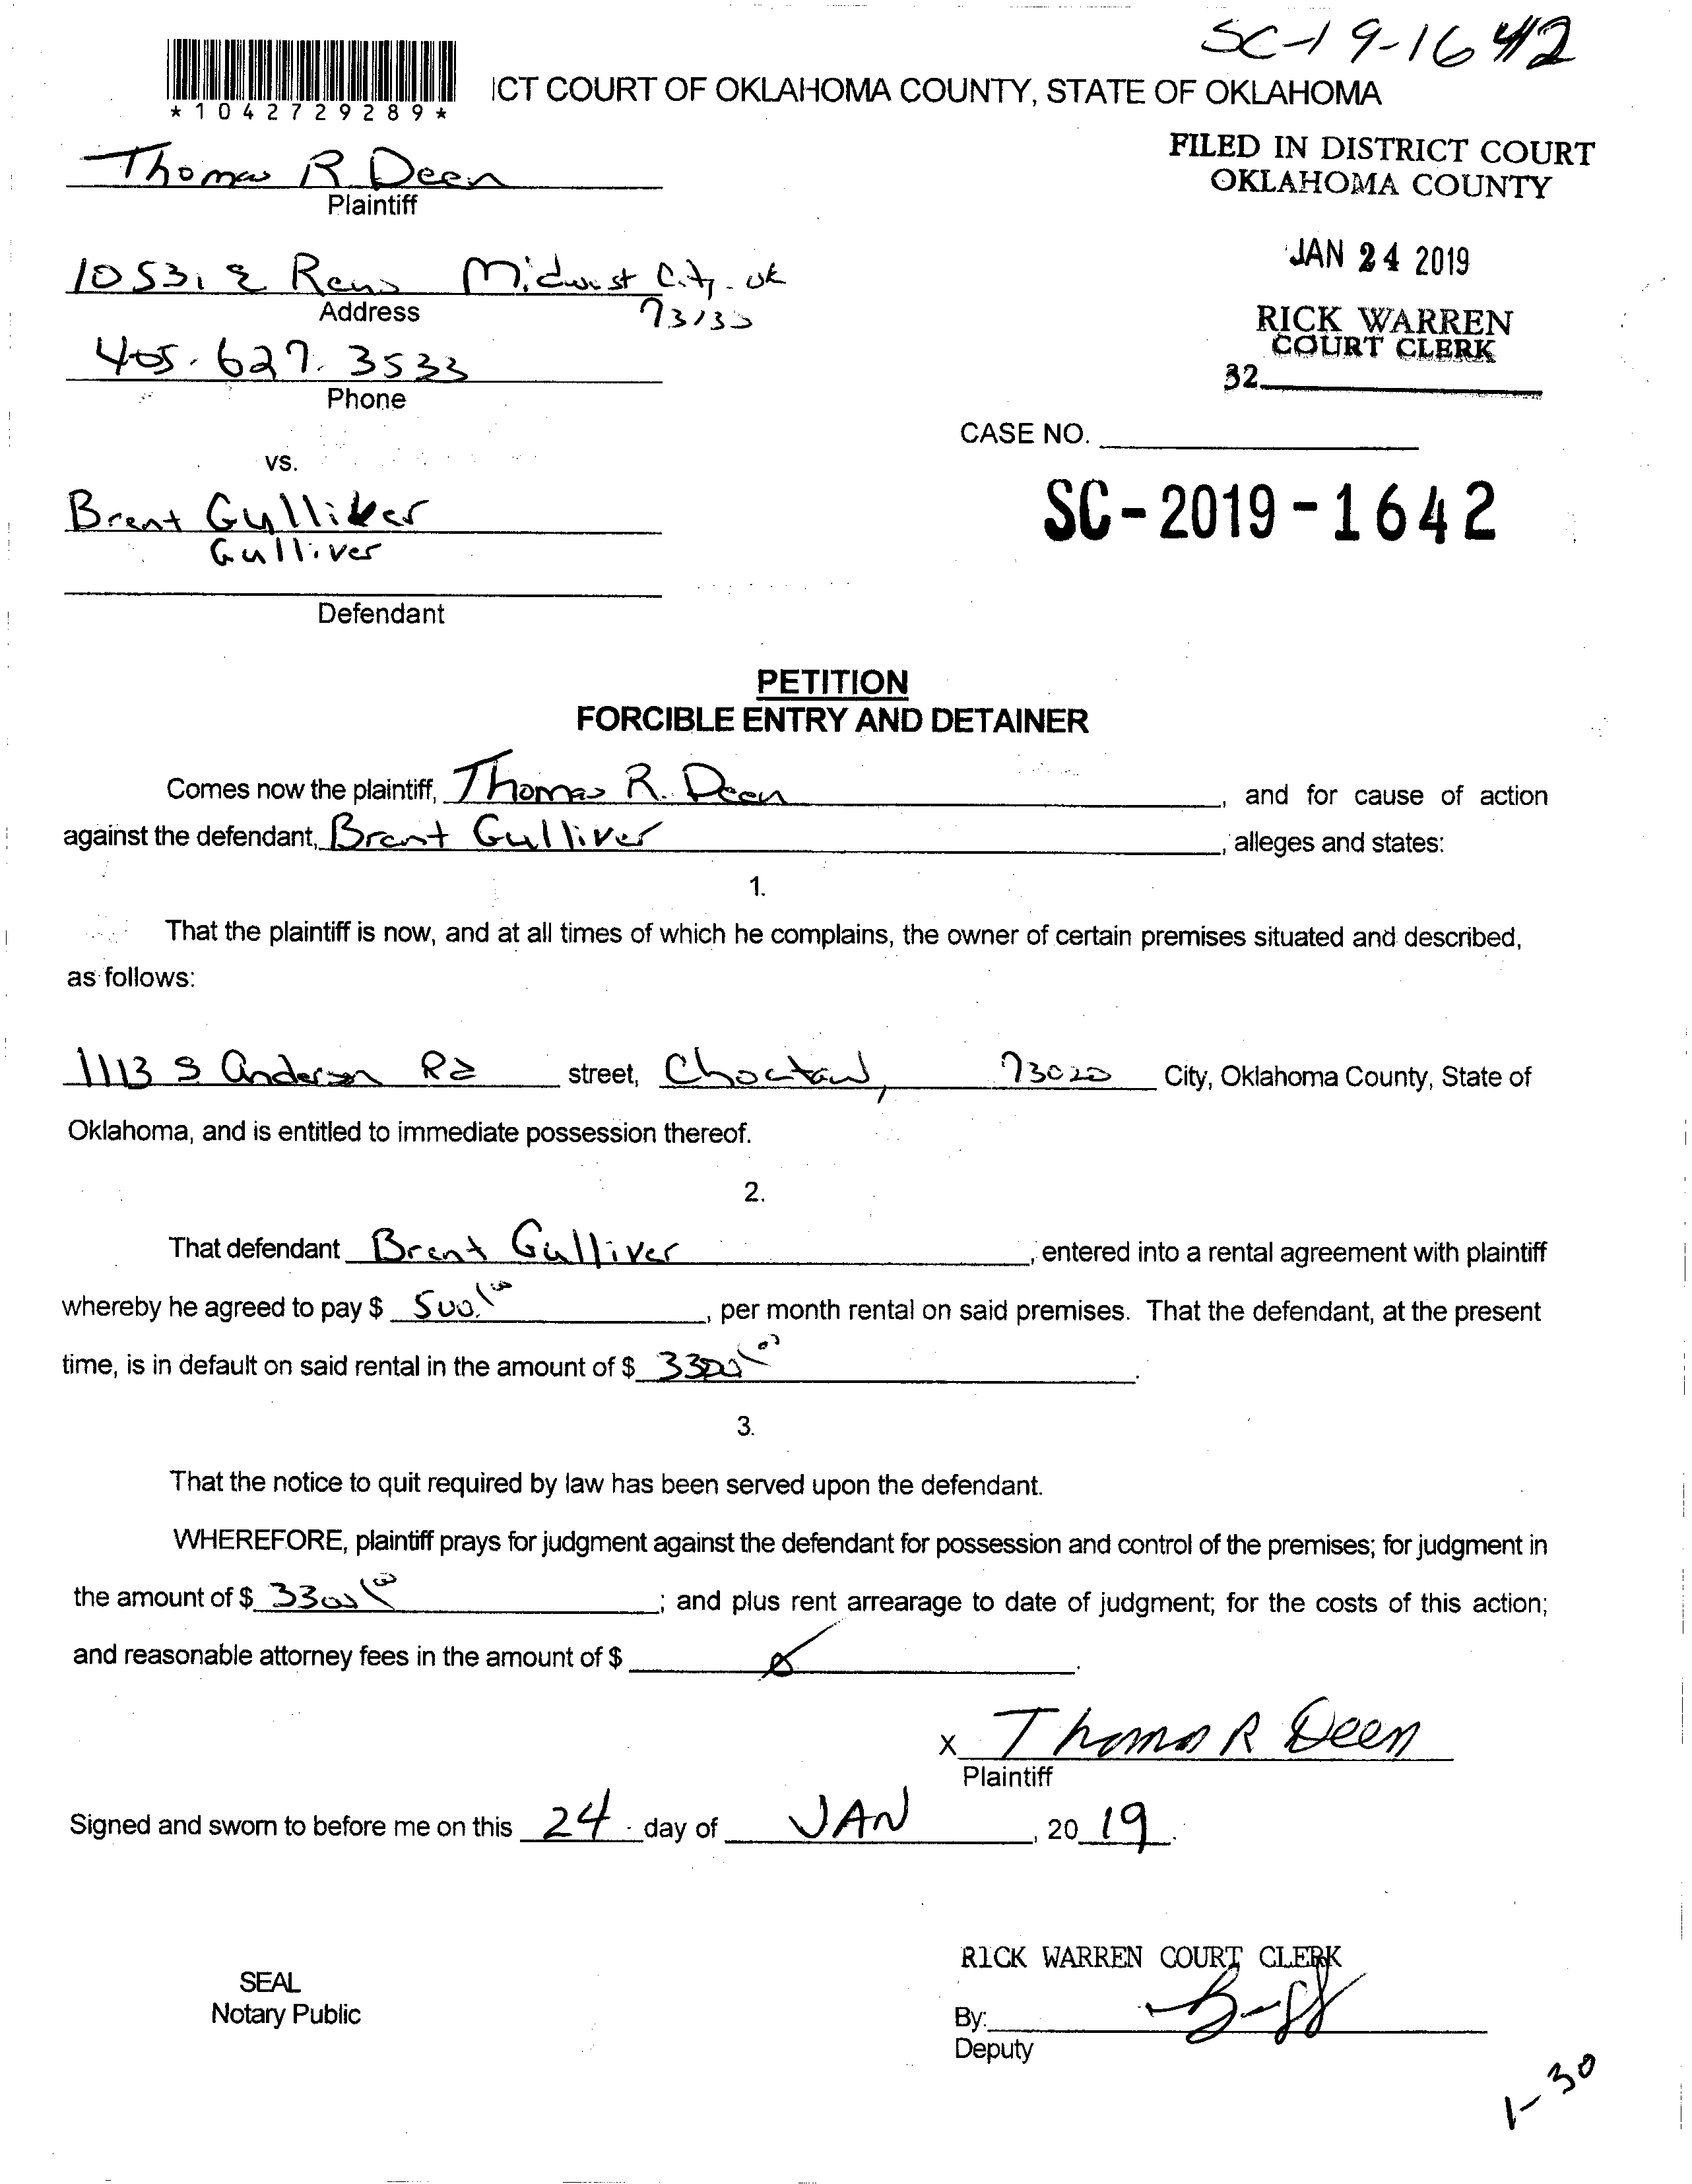 SC-19-1642
*1042729289*
ICT COURT OF OKLAHOMA COUNTY, STATE OF OKLAHOMA
FILED IN DISTRICT COURT
OKLAHOMA COUNTY
JAN 24 2019
RICK WARREN
COURT CLERK
32
Thomas R Deen
Plaintiff
10531 E Reno Midwest City. ok
Address
405.627.3533
Phone
CASE NO.
vs.
SC-2019-1642
Brent
Gulliver
Defendant
PETITION
FORCIBLE ENTRY AND DETAINER
Comes now the plaintiff, Thomas R. Deen, and for cause of action
against the defendant, Brent Gulliver, alleges and states:
1.
That the plaintiff is now, and at all times of which he complains, the owner of certain premises situated and described,
as follows:
1113 S Anderson Rd street, Choctaw, 73020 City, Oklahoma County, State of
Oklahoma, and is entitled to immediate possession thereof.
2.
That defendant Brent Gulliver, entered into a rental agreement with plaintiff
whereby he agreed to pay $ 500.00, per month rental on said premises. That the defendant, at the present
time, is in default on said rental in the amount of $ 3300.00.
3.
That the notice to quit required by law has been served upon the defendant.
WHEREFORE, plaintiff prays for judgment against the defendant for possession and control of the premises; for judgment in
the amount of $ 3300.00; and plus rent arrearage to date of judgment; for the costs of this action;
and reasonable attorney fees in the amount of $ 0.
X Thomas R Deen
Plaintiff
Signed and sworn to before me on this 24 day of JAN, 2019.
RICK WARREN COURT CLERK
SEAL
Notary Public
By:
Deputy
1-30